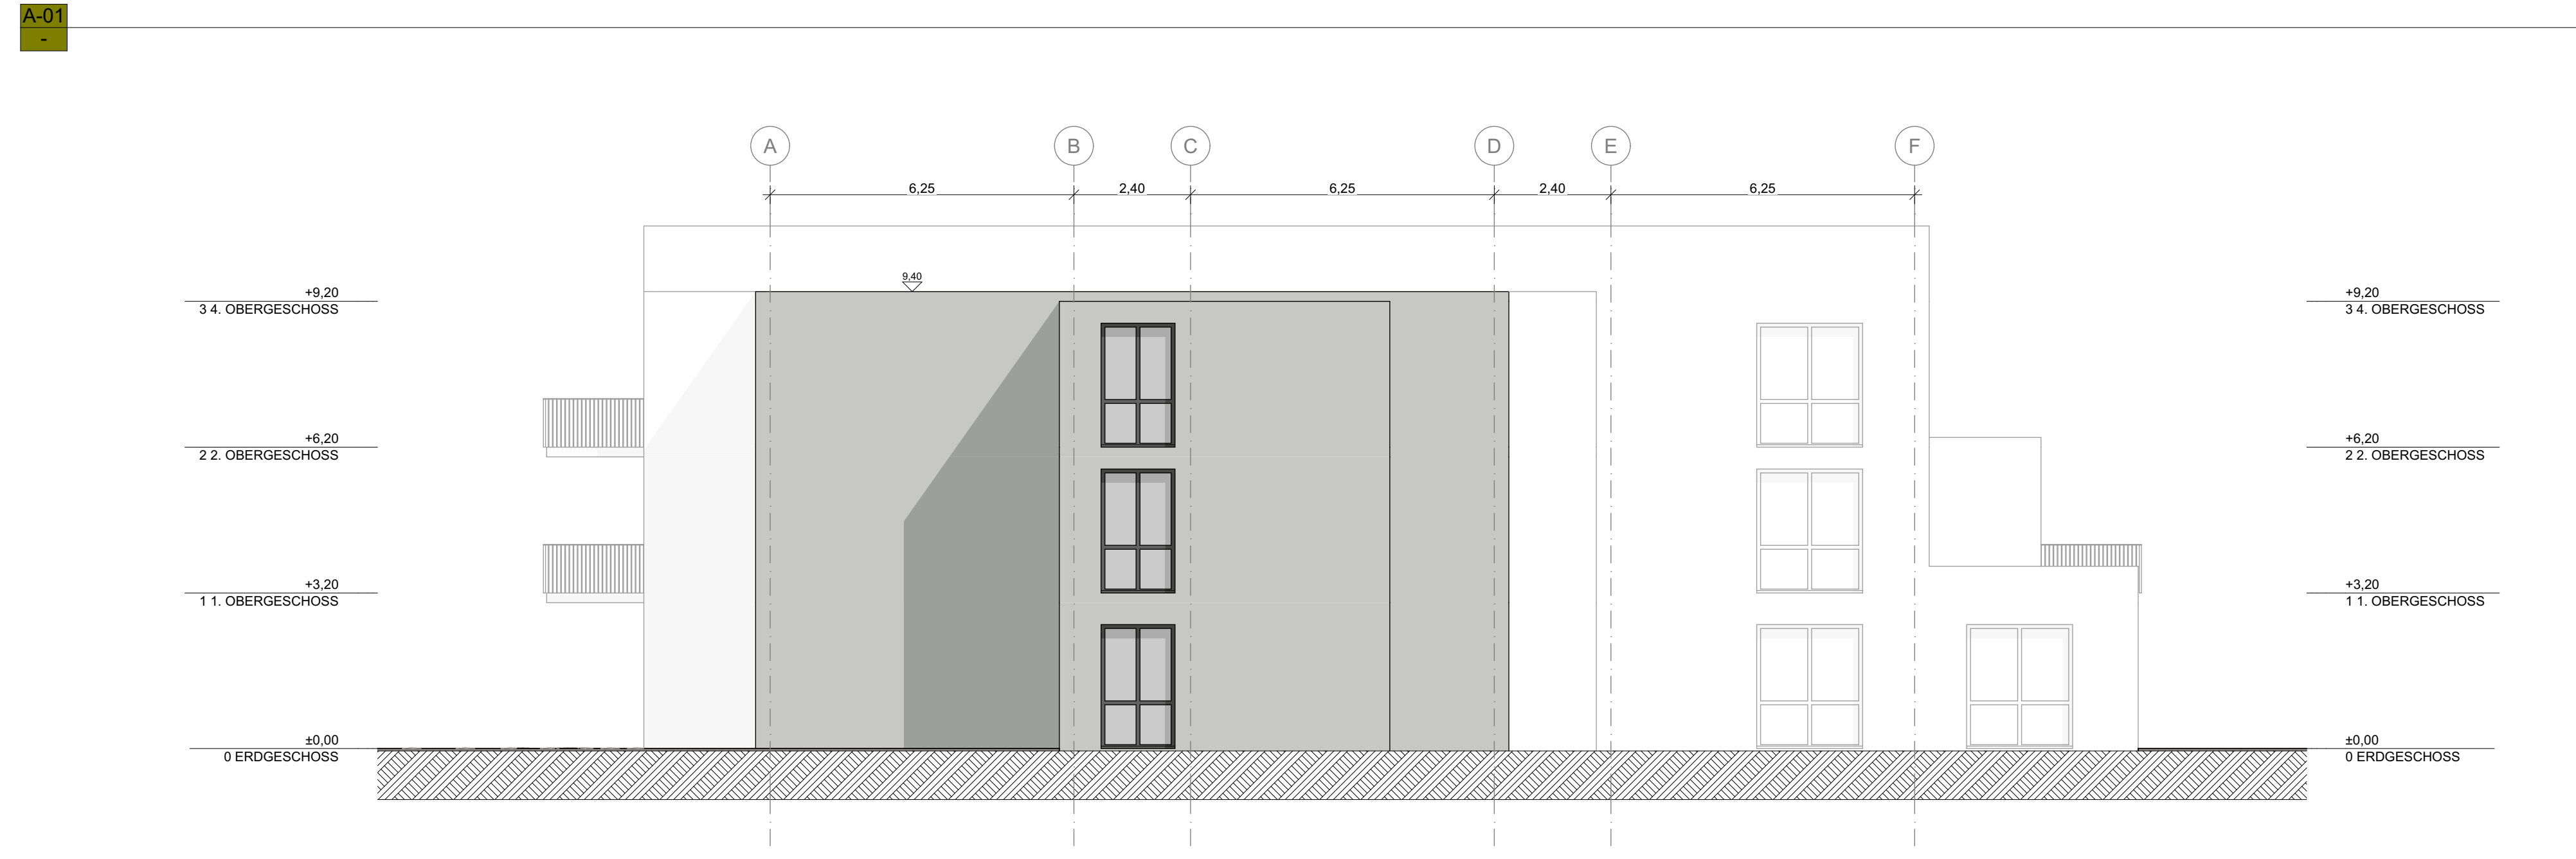 A-01
-
A B C D E F
6,25 2,40 6,25 2,40 6,25
9,40
+9,20
3 4. OBERGESCHOSS
+6,20
2 2. OBERGESCHOSS
+3,20
1 1. OBERGESCHOSS
±0,00
0 ERDGESCHOSS
+9,20
3 4. OBERGESCHOSS
+6,20
2 2. OBERGESCHOSS
+3,20
1 1. OBERGESCHOSS
±0,00
0 ERDGESCHOSS